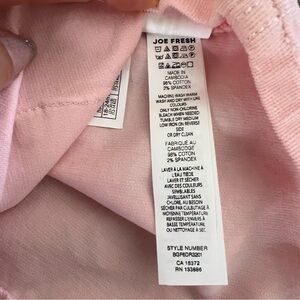 JOE FRESH
MADE IN
CAMBODIA
98% COTTON
2% SPANDEX
MACHINE WASH WARM
WASH AND DRY WITH LIKE
COLOURS
ONLY NON-CHLORINE
BLEACH WHEN NEEDED
TUMBLE DRY MEDIUM
LOW IRON ON REVERSE
SIDE
OR DRY CLEAN
FABRIQUÉ AU
CAMBODGE
98% COTON
2% SPANDEX
LAVER À LA MACHINE À
L'EAU TIÈDE
LAVER ET SÉCHER
AVEC DES COULEURS
SEMBLABLES
JAVELLISANT SANS
CHLORE, AU BESOIN
SÉCHER PAR CULBUTAGE À
MOYENNE TEMPÉRATURE
REPASSER L'ENVERS À
BASSE TEMPÉRATURE
OU NETTOYAGE À SEC
STYLE NUMBER
CA 15372
RN 133986